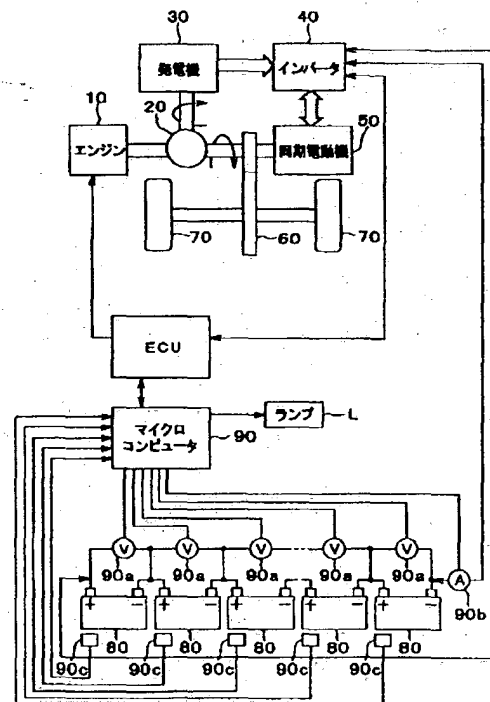 30
40
発電機
インバータ
10
20
50
エンジン
同期電動機
70
60
70
ECU
マイクロ
コンピュータ
90
ランプ
L
V V V V V
90a 90a 90a 90a 90a
A
90b
+ − + − + − + − + −
80 80 80 80 80
90c 90c 90c 90c 90c